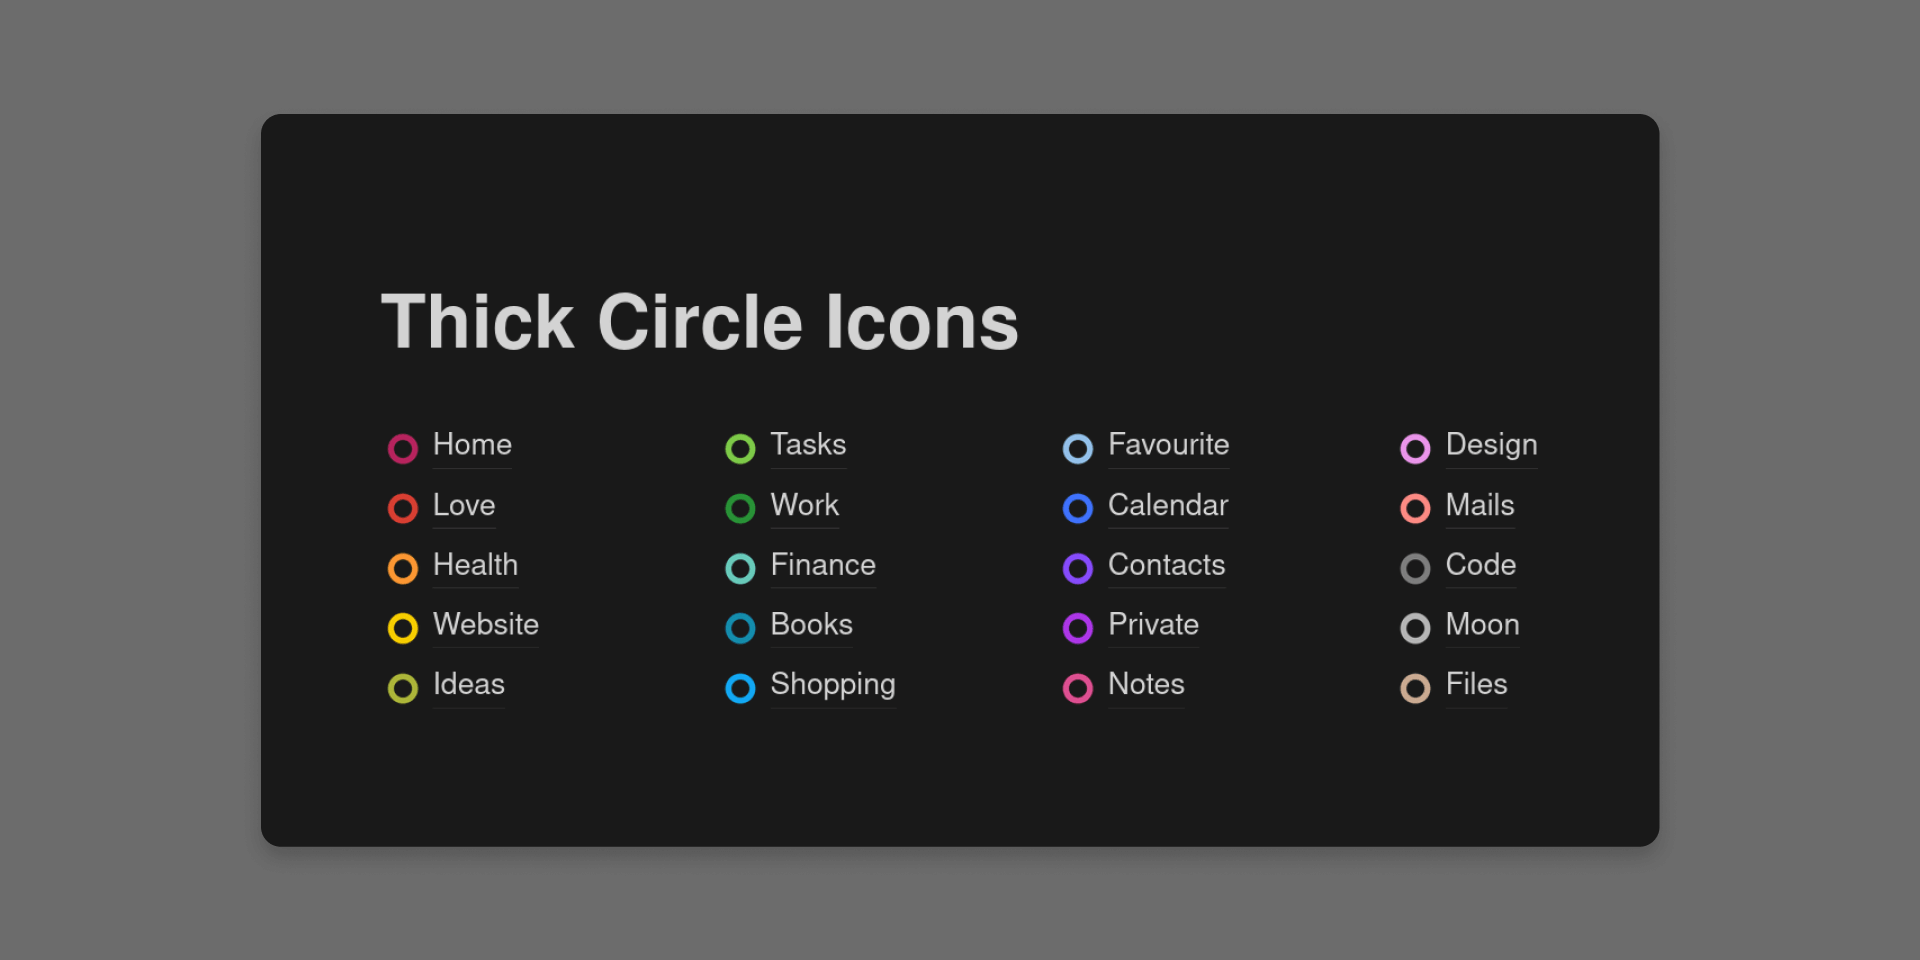 Thick Circle Icons
Home
Love
Health
Website
Ideas
Tasks
Work
Finance
Books
Shopping
Favourite
Calendar
Contacts
Private
Notes
Design
Mails
Code
Moon
Files